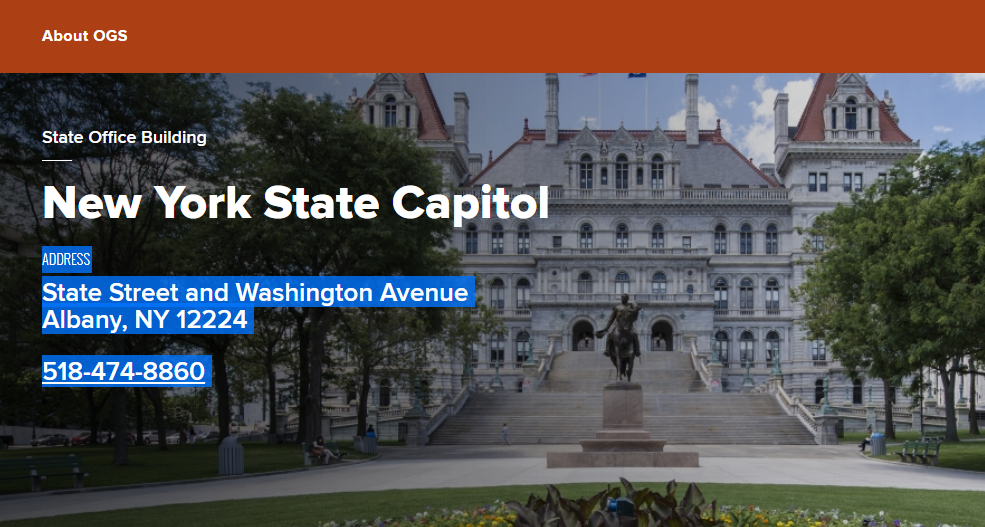 About OGS
State Office Building
New York State Capitol
ADDRESS
State Street and Washington Avenue
Albany, NY 12224
518-474-8860